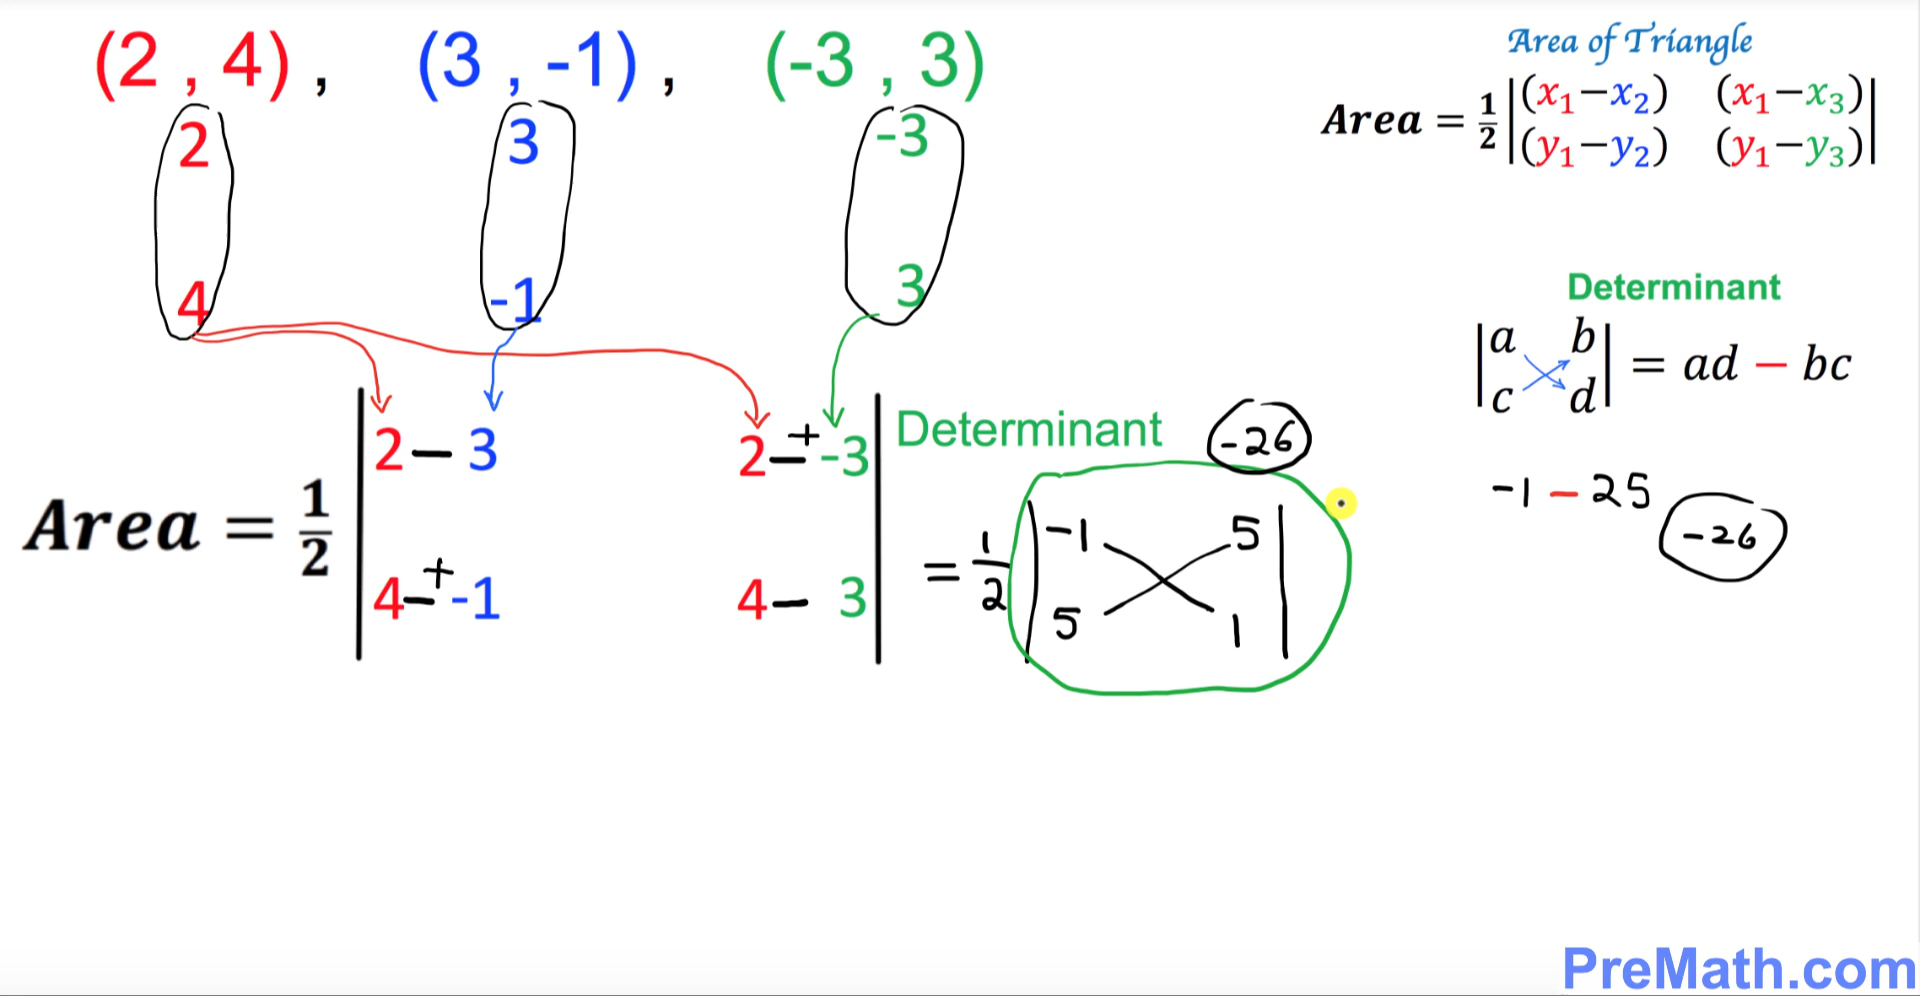 (2 , 4) , (3 , -1) , (-3 , 3)
2 3 -3
4 -1 3
Area of Triangle
Area = 1/2 |(x₁−x₂) (x₁−x₃)|
|(y₁−y₂) (y₁−y₃)|
Determinant
|a b|
|c d| = ad − bc
Area = 1/2 |2 − 3 2 − + -3|
|4 − + -1 4 − 3|
Determinant
-26
= 1/2 |-1 5|
|5 1|
-1 − 25
-26
PreMath.com